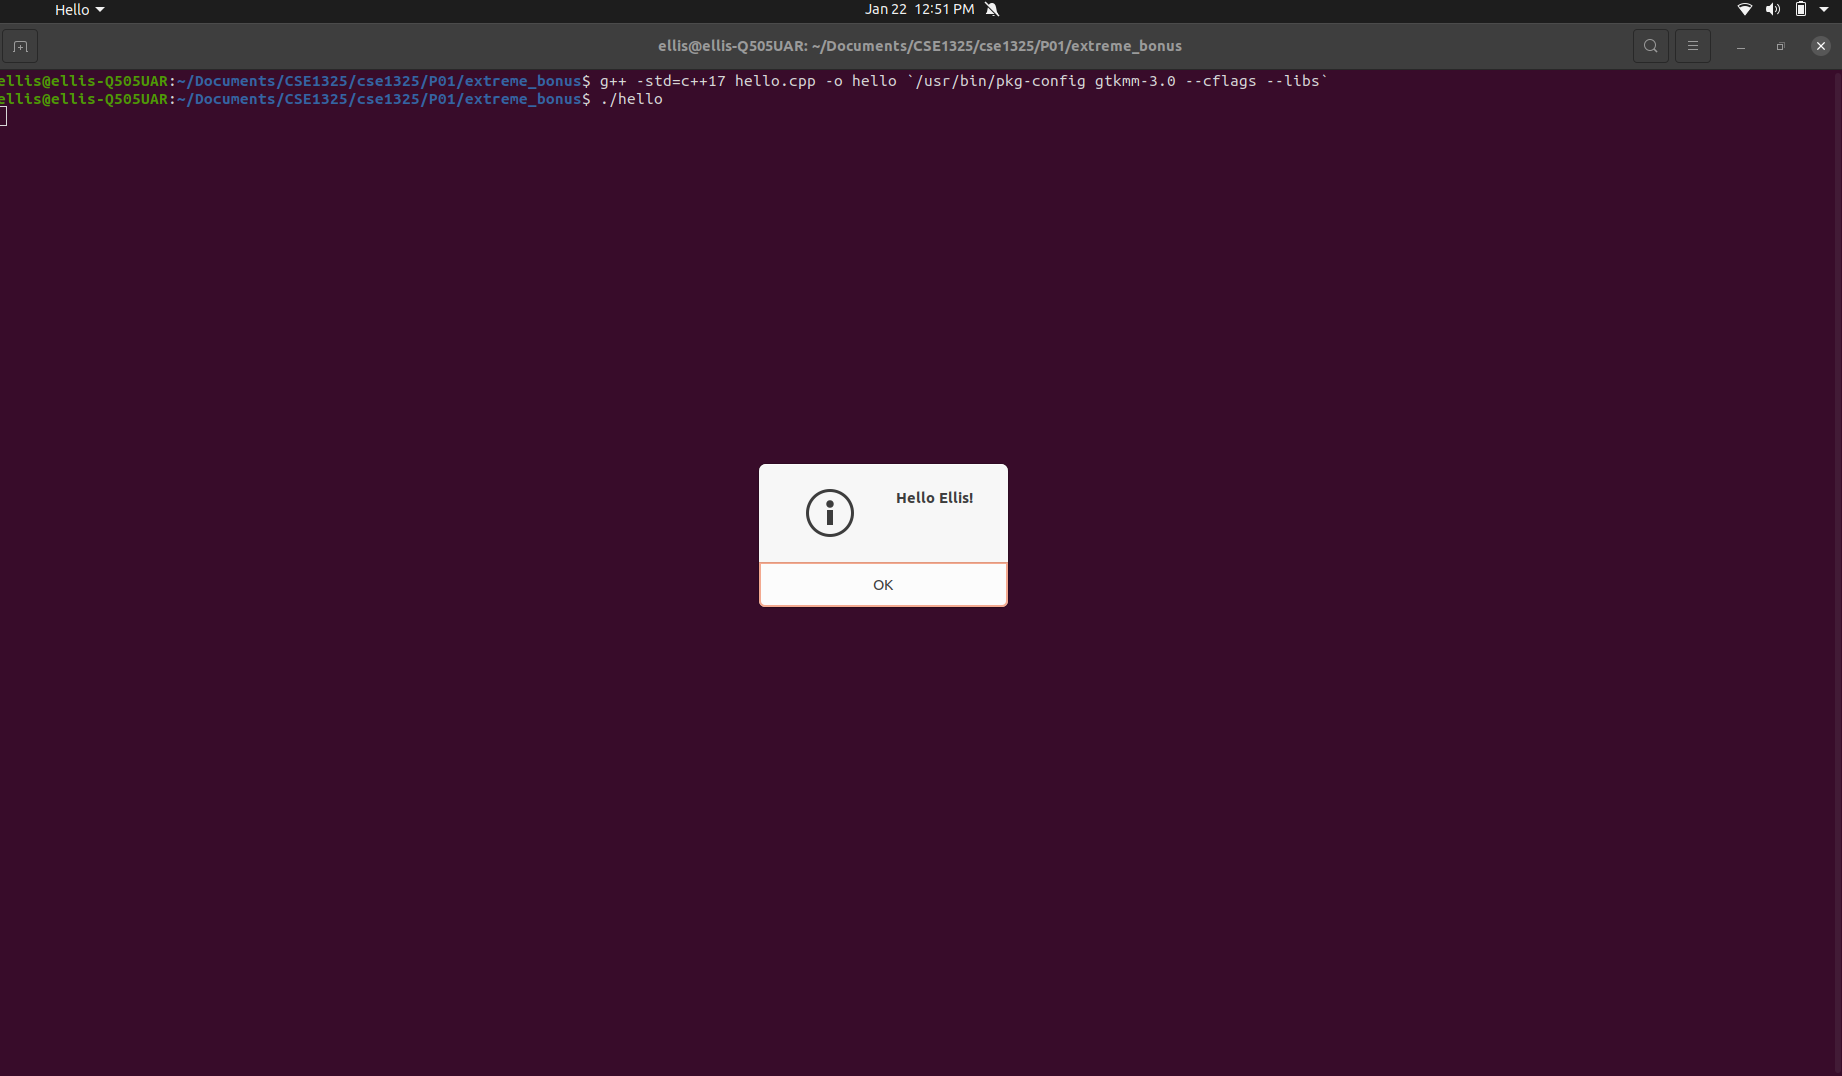 Hello
Jan 22 12:51 PM
ellis@ellis-Q505UAR: ~/Documents/CSE1325/cse1325/P01/extreme_bonus
ellis@ellis-Q505UAR:~/Documents/CSE1325/cse1325/P01/extreme_bonus$ g++ -std=c++17 hello.cpp -o hello `/usr/bin/pkg-config gtkmm-3.0 --cflags --libs`
ellis@ellis-Q505UAR:~/Documents/CSE1325/cse1325/P01/extreme_bonus$ ./hello
Hello Ellis!
OK